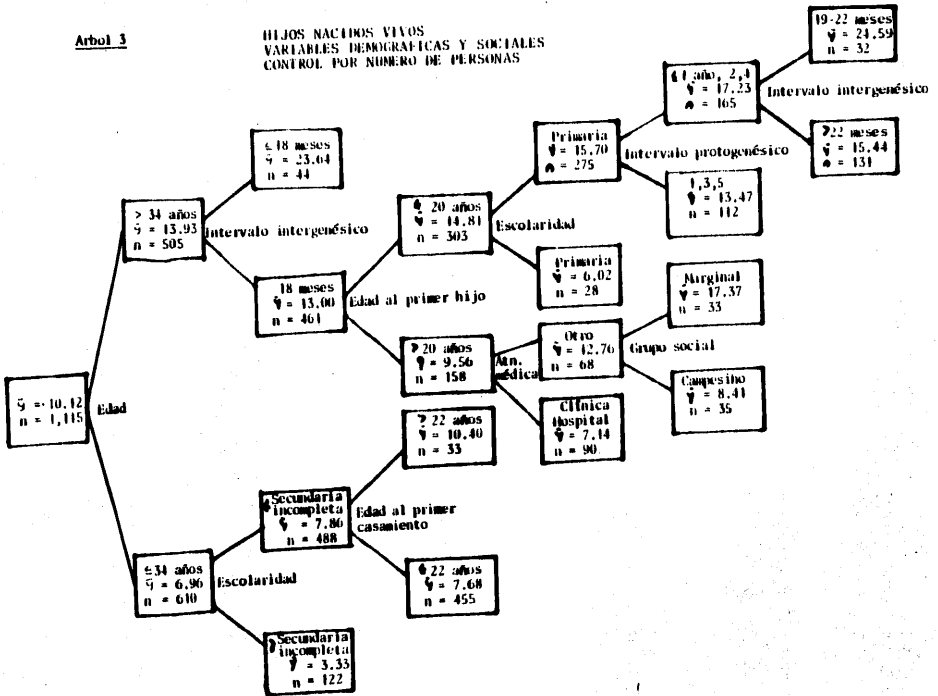 Arbol 3
HIJOS NACIDOS VIVOS
VARIABLES DEMOGRAFICAS Y SOCIALES
CONTROL POR NUMERO DE PERSONAS
ȳ = 10.12
n = 1,115
Edad
> 34 años
ȳ = 13.93
n = 505
Intervalo intergenésico
≤ 18 meses
ȳ = 23.64
n = 44
18 meses
ȳ = 13.00
n = 461
Edad al primer hijo
20 años
ȳ = 14.81
n = 303
Escolaridad
Primaria
ȳ = 15.70
n = 275
Intervalo protogenésico
1 año, 2,4
ȳ = 17.23
n = 165
Intervalo intergenésico
19-22 meses
ȳ = 24.59
n = 32
>22 meses
ȳ = 15.44
n = 131
1,3,5
ȳ = 13.47
n = 112
Primaria
ȳ = 6.02
n = 28
> 20 años
ȳ = 9.56
n = 158
Atn.
médica
Otro
ȳ = 12.76
n = 68
Grupo social
Marginal
ȳ = 17.37
n = 33
Campesino
ȳ = 8.41
n = 35
Clínica
Hospital
ȳ = 7.14
n = 90
≤34 años
ȳ = 6.96
n = 610
Escolaridad
Secundaria
incompleta
ȳ = 7.86
n = 488
Edad al primer
casamiento
> 22 años
ȳ = 10.40
n = 33
22 años
ȳ = 7.68
n = 455
Secundaria
incompleta
ȳ = 3.33
n = 122